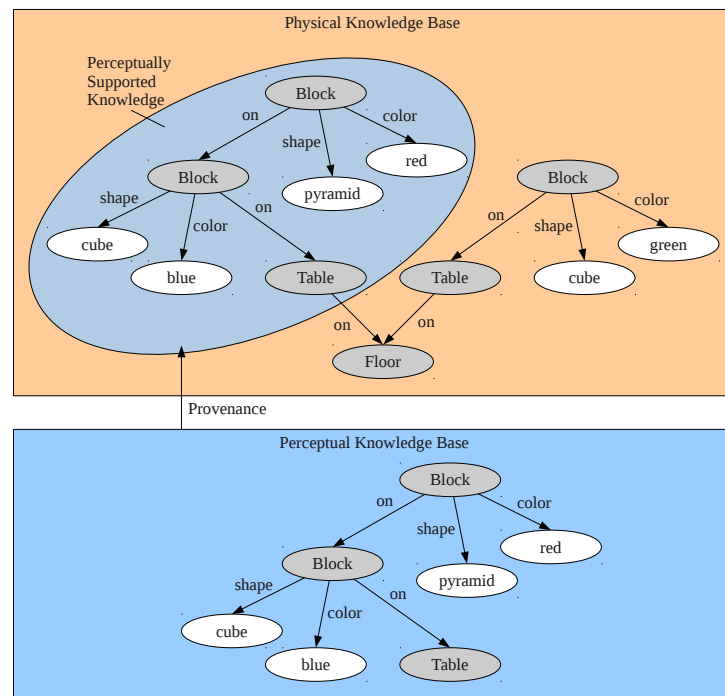 Physical Knowledge Base
Perceptually
Supported
Knowledge
Block
on
shape
color
red
pyramid
Block
shape
color
on
cube
blue
Table
Block
on
shape
color
green
cube
Table
on
on
Floor
Provenance
Perceptual Knowledge Base
Block
on
shape
color
red
pyramid
Block
shape
color
on
cube
blue
Table